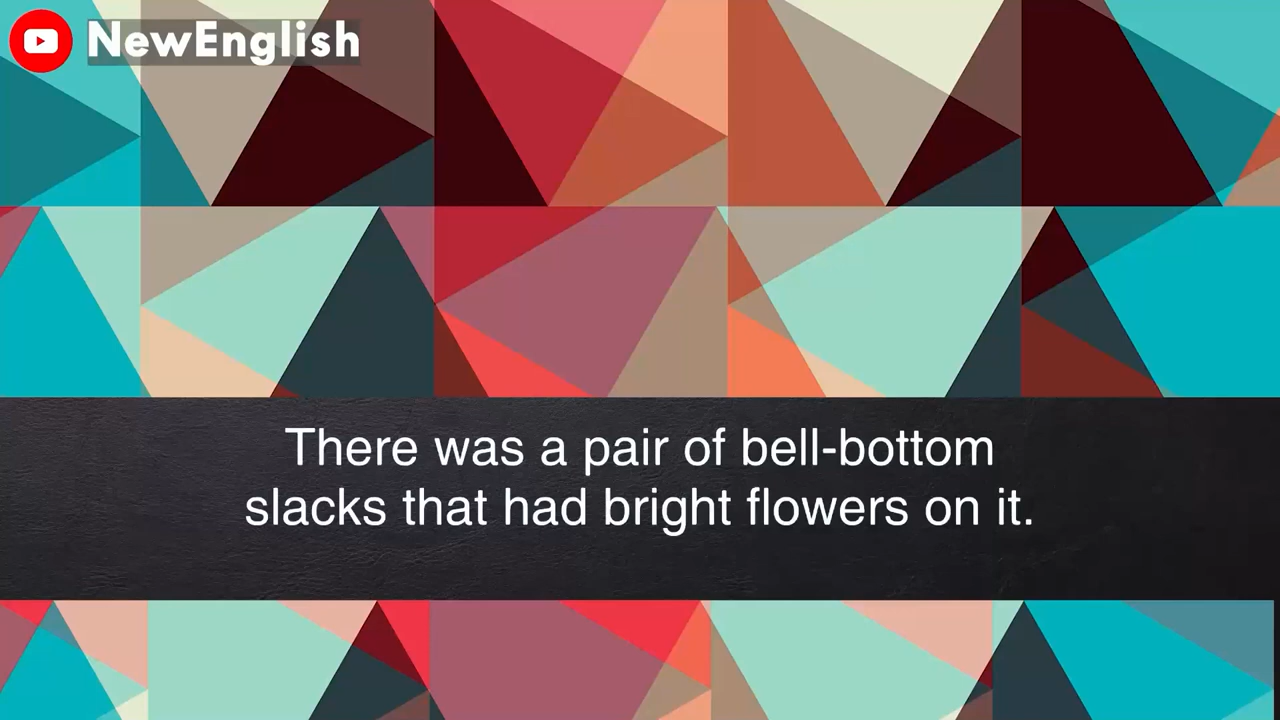 NewEnglish
There was a pair of bell-bottom
slacks that had bright flowers on it.